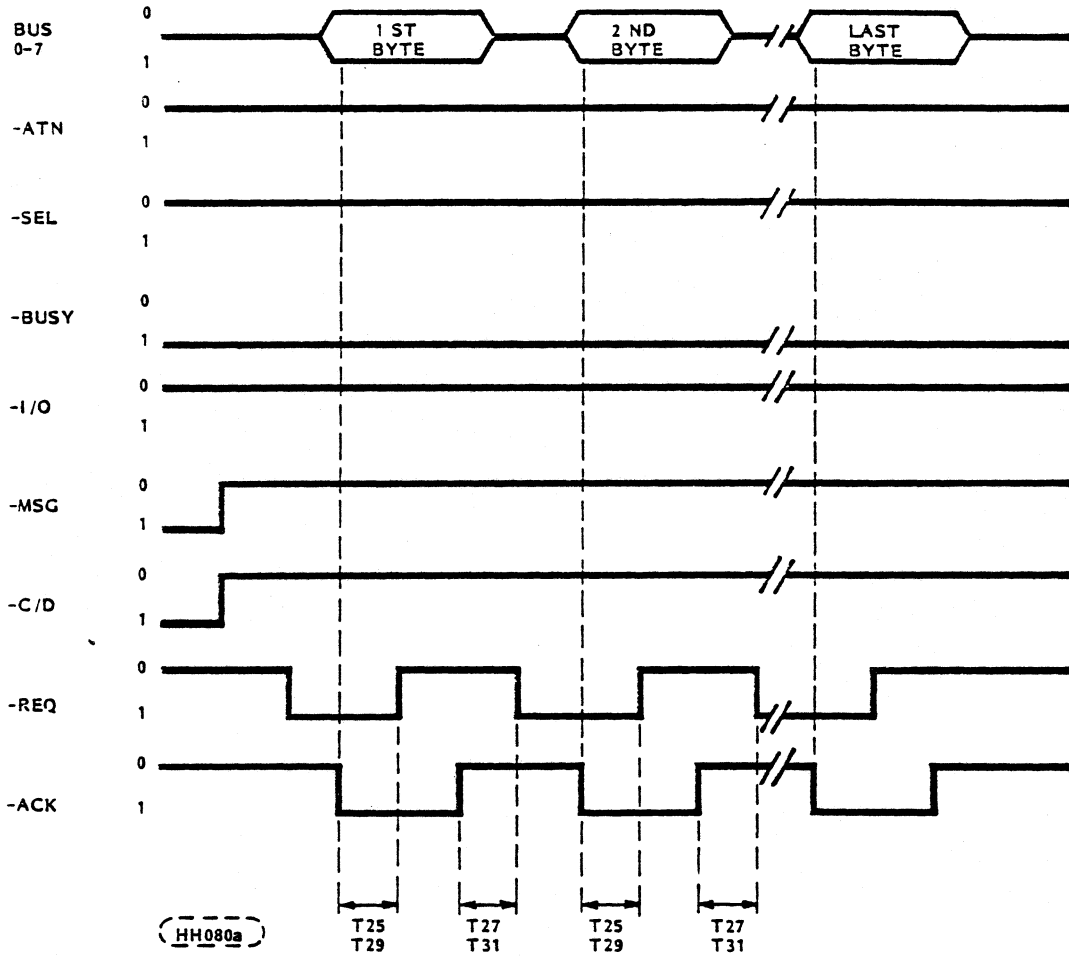 0
BUS
0-7
1
1 ST
BYTE
2 ND
BYTE
LAST
BYTE
0
-ATN
1
0
-SEL
1
0
-BUSY
1
0
-I/O
1
0
-MSG
1
0
-C/D
1
0
-REQ
1
0
-ACK
1
T25
T29
T27
T31
T25
T29
T27
T31
HH080a